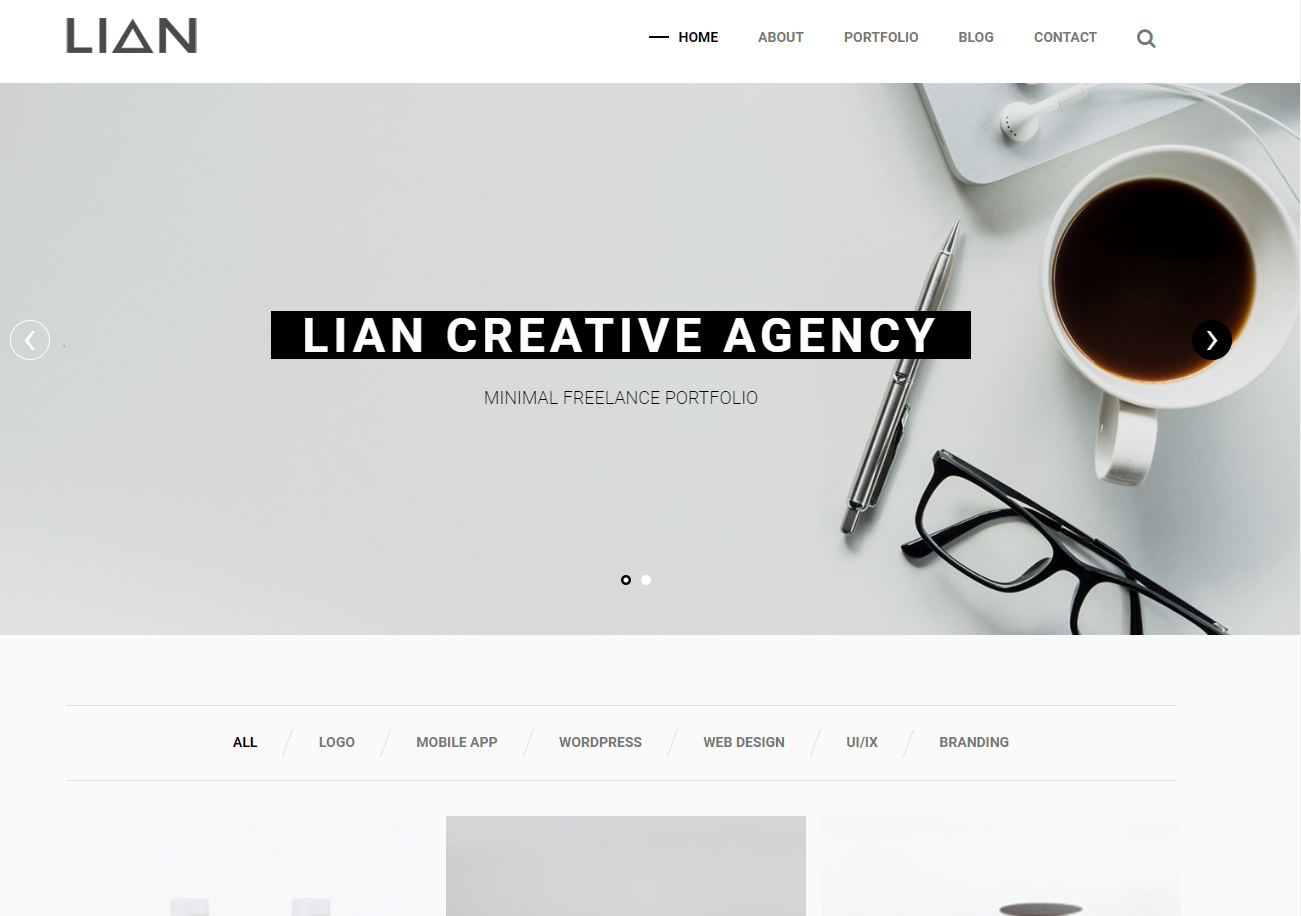 LIAN
HOME ABOUT PORTFOLIO BLOG CONTACT
LIAN CREATIVE AGENCY
MINIMAL FREELANCE PORTFOLIO
ALL LOGO MOBILE APP WORDPRESS WEB DESIGN UI/IX BRANDING